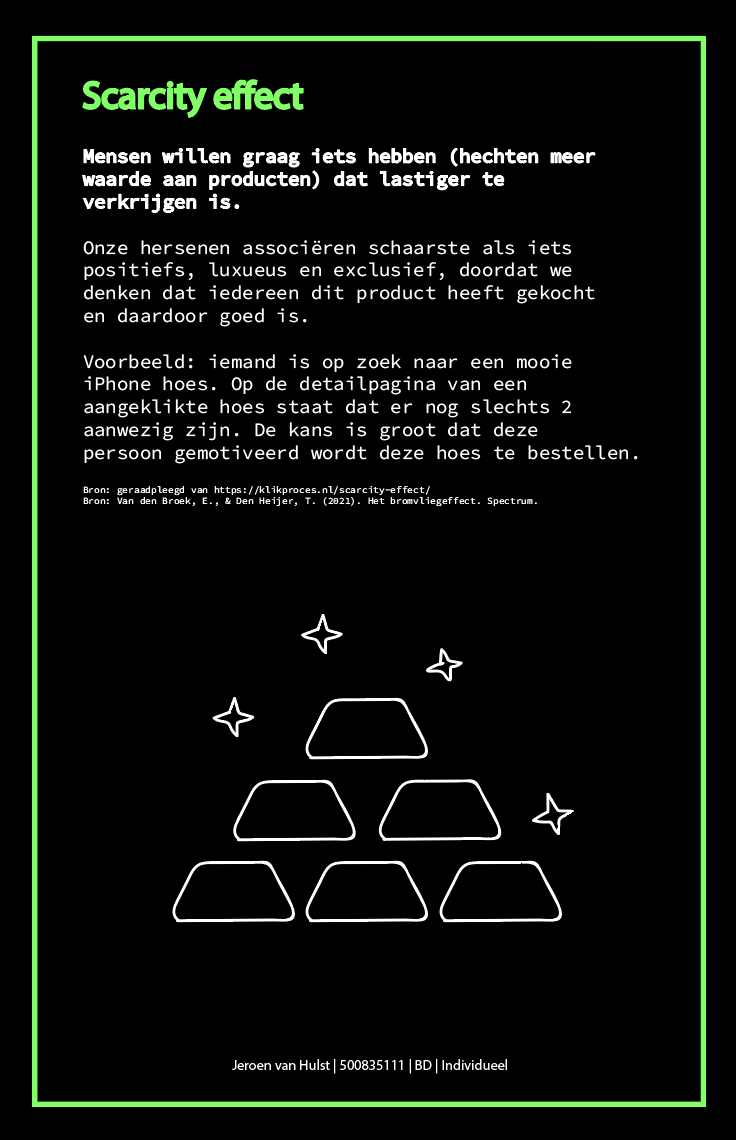 Scarcity effect
Mensen willen graag iets hebben (hechten meer
waarde aan producten) dat lastiger te
verkrijgen is.
Onze hersenen associëren schaarste als iets
positiefs, luxueus en exclusief, doordat we
denken dat iedereen dit product heeft gekocht
en daardoor goed is.
Voorbeeld: iemand is op zoek naar een mooie
iPhone hoes. Op de detailpagina van een
aangeklikte hoes staat dat er nog slechts 2
aanwezig zijn. De kans is groot dat deze
persoon gemotiveerd wordt deze hoes te bestellen.
Bron: geraadpleegd van https://klikproces.nl/scarcity-effect/
Bron: Van den Broek, E., & Den Heijer, T. (2021). Het bromvliegeffect. Spectrum.
Jeroen van Hulst | 500835111 | BD | Individueel